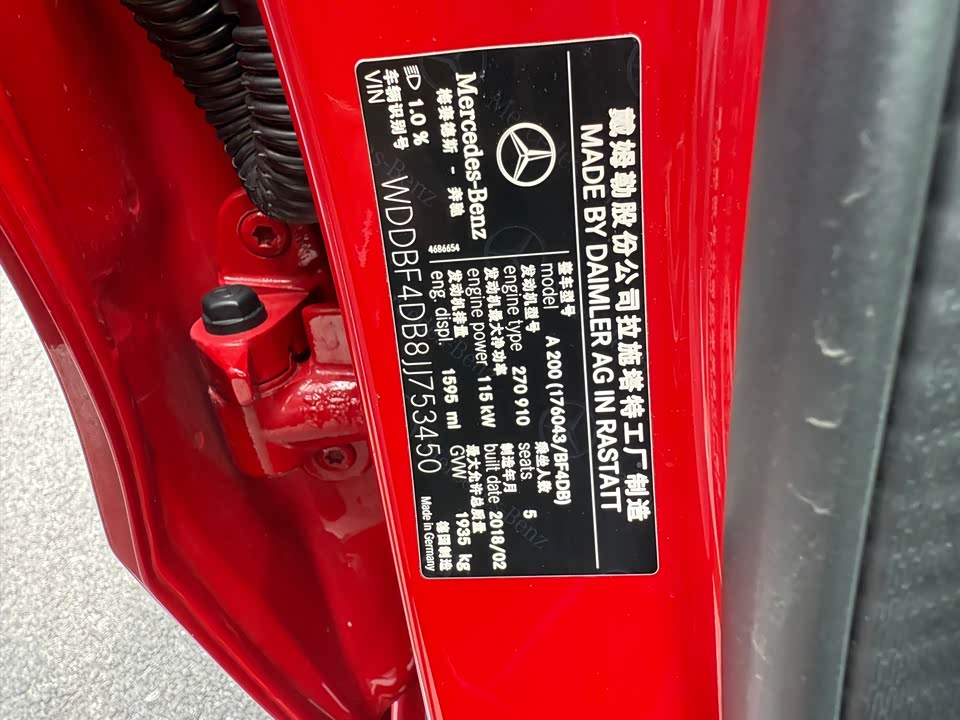 戴姆勒股份公司拉施塔特工厂制造
MADE BY DAIMLER AG IN RASTATT
Mercedes-Benz
梅赛德斯 - 奔驰
1.0 %
4686654
整车型号
model A 200 (176043/BF4DB)
发动机型号 乘坐人数
engine type 270 910 seats 5
发动机最大净功率 制造年月
engine power 115 kW built date 2018/02
发动机排量 最大允许总质量
eng. displ. 1595 ml GVW 1935 kg
车辆识别号
VIN WDDBF4DB8JJ753450
德国制造
Made in Germany